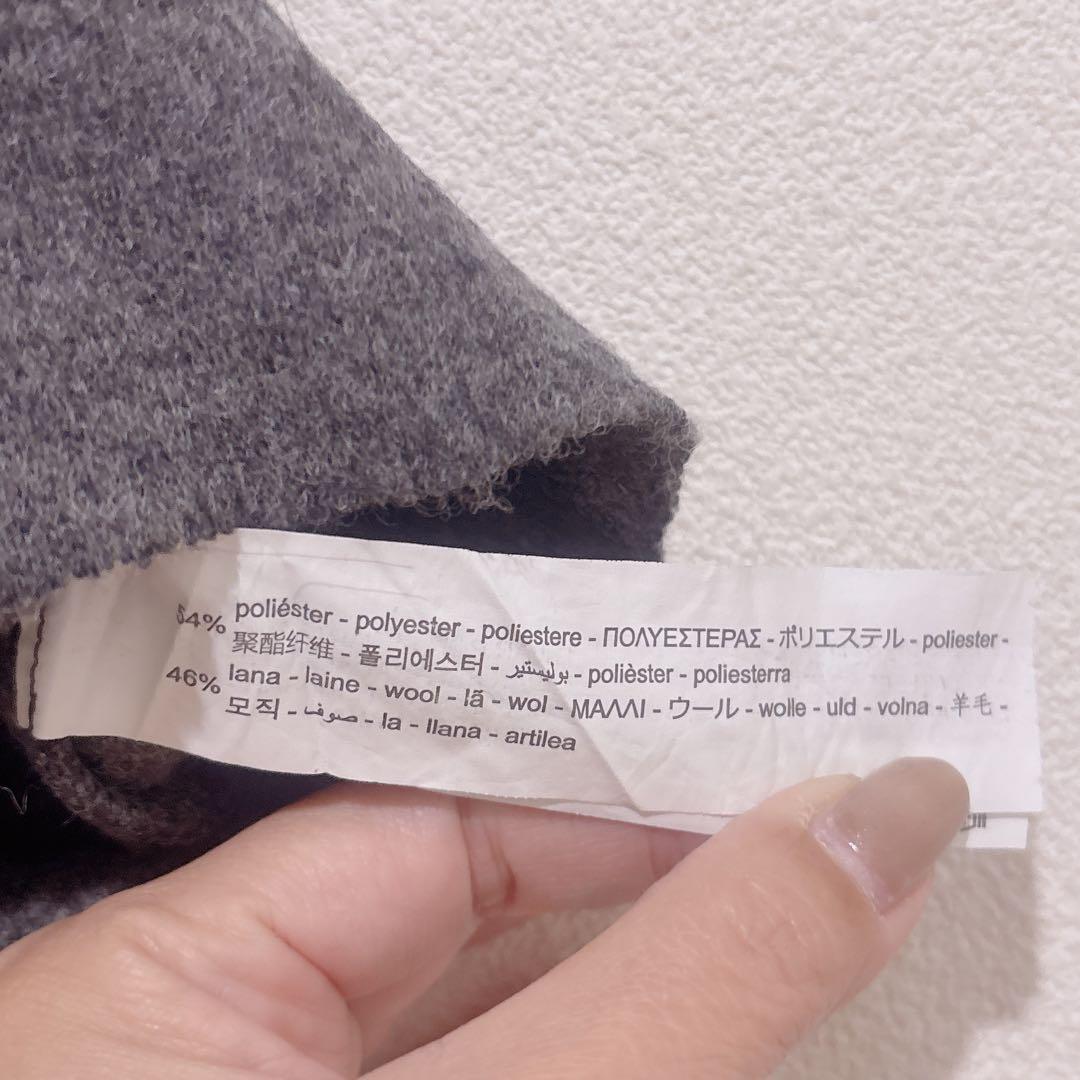 54% poliéster - polyester - poliestere - ΠΟΛΥΕΣΤΕΡΑΣ - ポリエステル - poliester -
聚酯纤维 - 폴리에스터 - بوليستير - polièster - poliesterra
46% lana - laine - wool - lã - wol - ΜΑΛΛΙ - ウール - wolle - uld - volna - 羊毛 -
모직 - صوف - la - llana - artilea